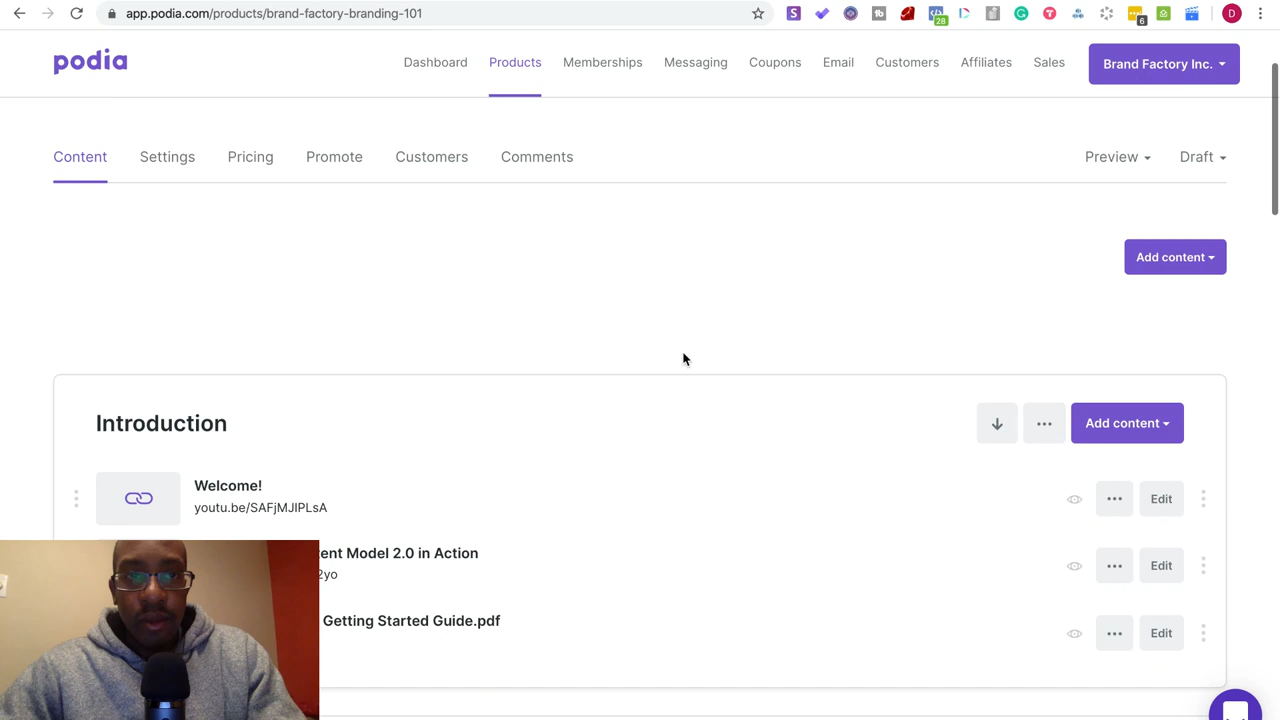 app.podia.com/products/brand-factory-branding-101
28
6
D
podia
Dashboard Products Memberships Messaging Coupons Email Customers Affiliates Sales Brand Factory Inc.
Content Settings Pricing Promote Customers Comments Preview Draft
Add content
Introduction
Add content
Welcome!
youtu.be/SAFjMJIPLsA
Edit
Model 2.0 in Action
Edit
Getting Started Guide.pdf
Edit